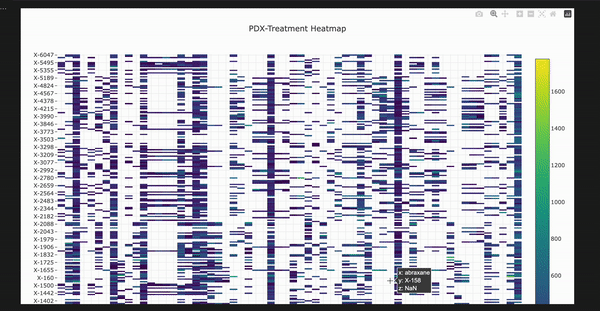 PDX-Treatment Heatmap
X-6047
X-5495
X-5355
X-5189
X-4824
X-4567
X-4378
X-4215
X-3990
X-3846
X-3773
X-3503
X-3298
X-3209
X-3077
X-2992
X-2780
X-2659
X-2564
X-2483
X-2344
X-2182
X-2088
X-2043
X-1979
X-1906
X-1832
X-1725
X-1655
X-160
X-1500
X-1442
X-1402
1600
1400
1200
1000
800
600
x: abraxane
y: X-158
z: NaN